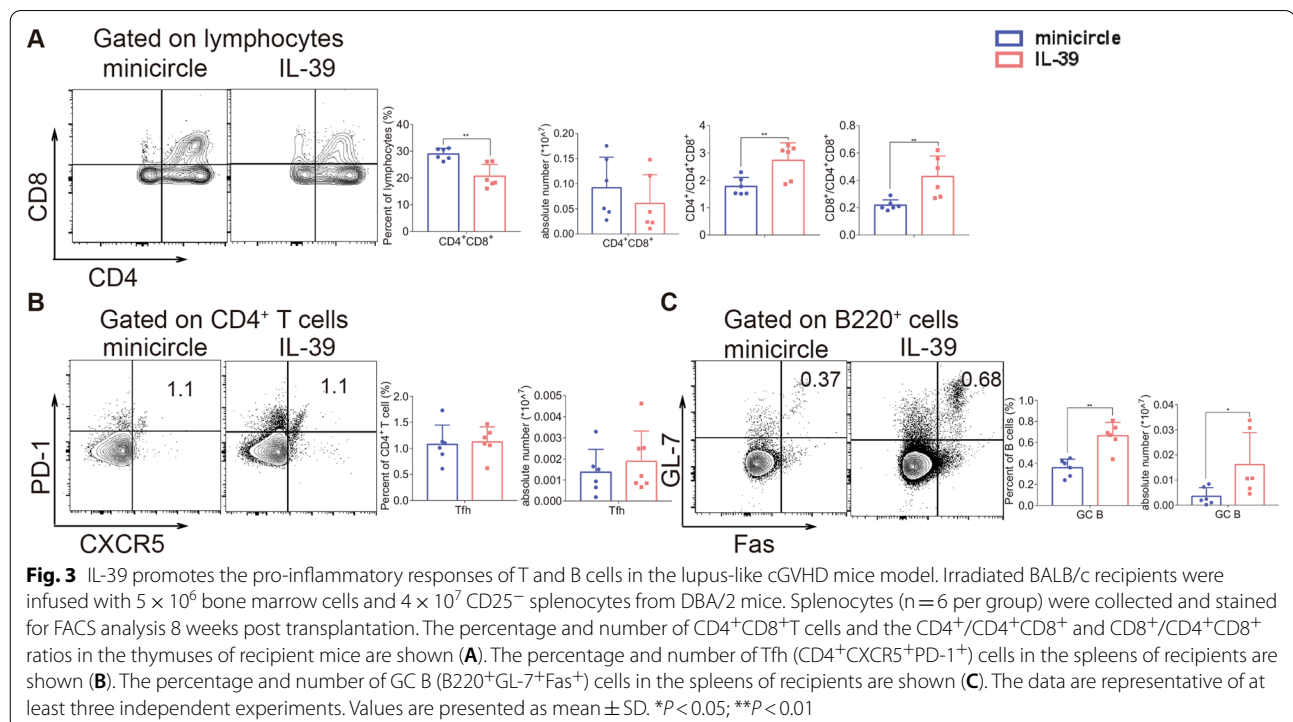 A
Gated on lymphocytes
minicircle IL-39
minicircle
IL-39
CD8
CD4
Percent of lymphocytes (%)
40
30
20
10
0
**
CD4⁺CD8⁺
absolute number (*10^7)
0.20
0.15
0.10
0.05
0.00
CD4⁺CD8⁺
CD4⁺/CD4⁺CD8⁺
4
3
2
1
0
**
CD8⁺/CD4⁺CD8⁺
0.8
0.6
0.4
0.2
0.0
**
B
Gated on CD4⁺ T cells
minicircle IL-39
1.1
1.1
PD-1
CXCR5
Percent of CD4⁺ T cell (%)
2.0
1.5
1.0
0.5
0.0
Tfh
absolute number (*10^7)
0.005
0.004
0.003
0.002
0.001
0.000
Tfh
C
Gated on B220⁺ cells
minicircle IL-39
0.37
0.68
GL-7
Fas
Percent of B cells (%)
1.0
0.8
0.6
0.4
0.2
0.0
**
GC B
absolute number (*10^7)
0.04
0.03
0.02
0.01
0.00
*
GC B
Fig. 3 IL-39 promotes the pro-inflammatory responses of T and B cells in the lupus-like cGVHD mice model. Irradiated BALB/c recipients were
infused with 5 × 10⁶ bone marrow cells and 4 × 10⁷ CD25⁻ splenocytes from DBA/2 mice. Splenocytes (n = 6 per group) were collected and stained
for FACS analysis 8 weeks post transplantation. The percentage and number of CD4⁺CD8⁺T cells and the CD4⁺/CD4⁺CD8⁺ and CD8⁺/CD4⁺CD8⁺
ratios in the thymuses of recipient mice are shown (A). The percentage and number of Tfh (CD4⁺CXCR5⁺PD-1⁺) cells in the spleens of recipients are
shown (B). The percentage and number of GC B (B220⁺GL-7⁺Fas⁺) cells in the spleens of recipients are shown (C). The data are representative of at
least three independent experiments. Values are presented as mean ± SD. *P < 0.05; **P < 0.01